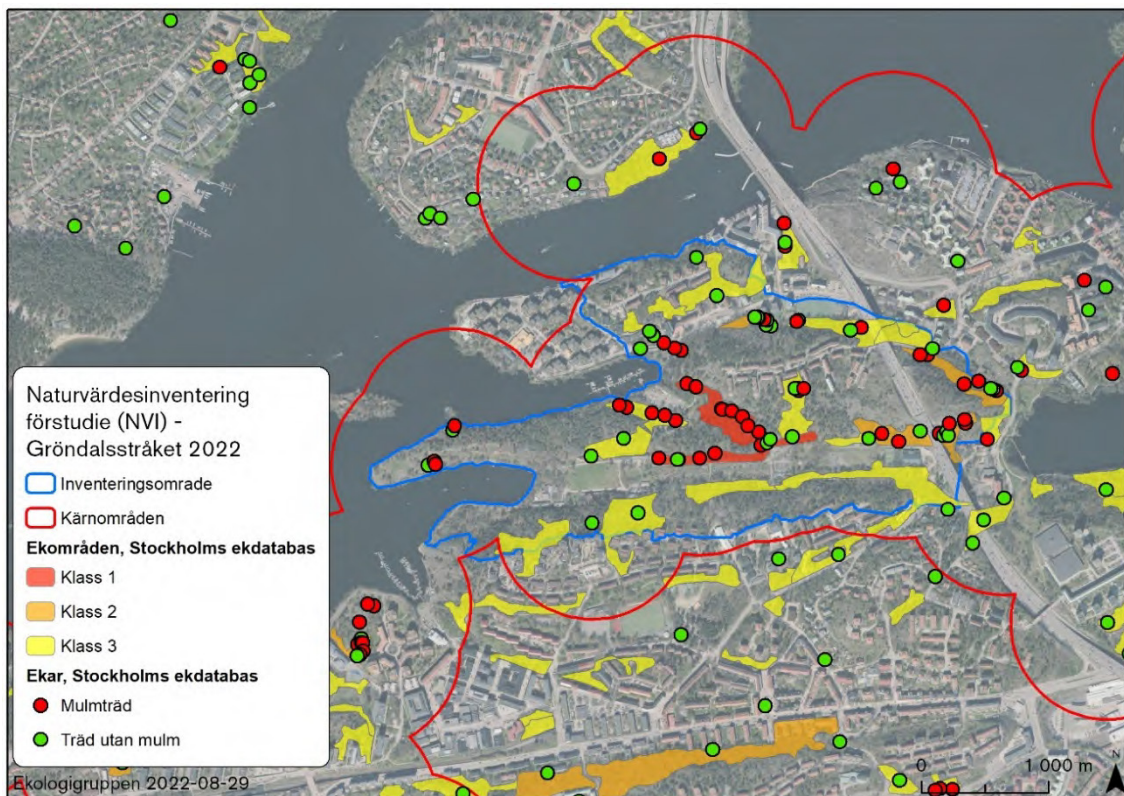 Naturvärdesinventering
förstudie (NVI) -
Gröndalsstråket 2022
Inventeringsområde
Kärnområden
Ekområden, Stockholms ekdatabas
Klass 1
Klass 2
Klass 3
Ekar, Stockholms ekdatabas
Mulmträd
Träd utan mulm
Ekologigruppen 2022-08-29
0 1 000 m
N